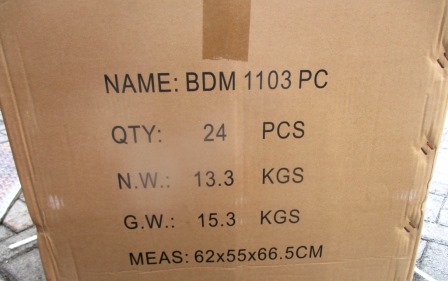 NAME: BDM 1103 PC
QTY: 24 PCS
N.W.: 13.3 KGS
G.W.: 15.3 KGS
MEAS: 62x55x66.5CM